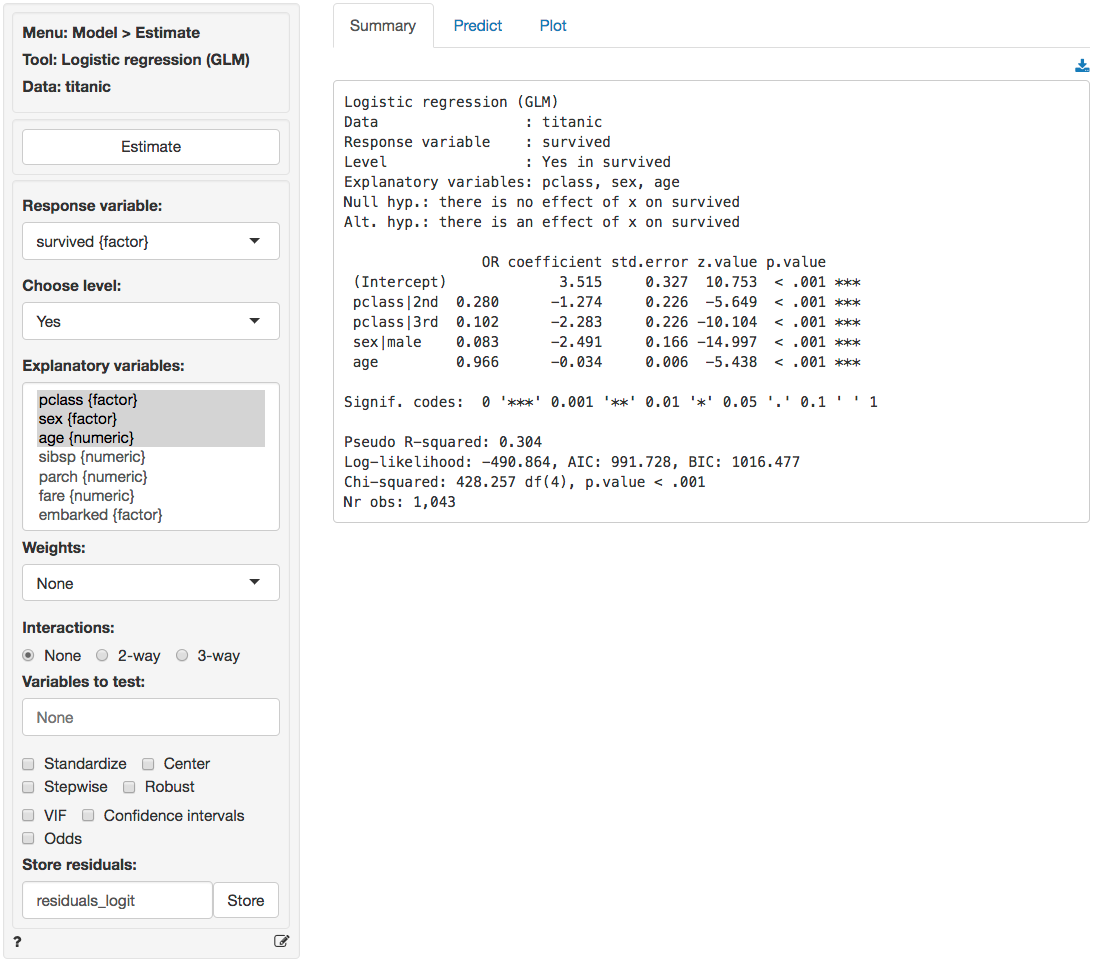 Menu: Model > Estimate
Tool: Logistic regression (GLM)
Data: titanic
Estimate
Response variable:
survived {factor}
Choose level:
Yes
Explanatory variables:
pclass {factor}
sex {factor}
age {numeric}
sibsp {numeric}
parch {numeric}
fare {numeric}
embarked {factor}
Weights:
None
Interactions:
None 2-way 3-way
Variables to test:
None
Standardize Center
Stepwise Robust
VIF Confidence intervals
Odds
Store residuals:
residuals_logit Store
?
Summary Predict Plot
Logistic regression (GLM)
Data                 : titanic
Response variable    : survived
Level                : Yes in survived
Explanatory variables: pclass, sex, age
Null hyp.: there is no effect of x on survived
Alt. hyp.: there is an effect of x on survived
                OR coefficient std.error z.value p.value
 (Intercept)             3.515     0.327  10.753  < .001 ***
 pclass|2nd  0.280      -1.274     0.226  -5.649  < .001 ***
 pclass|3rd  0.102      -2.283     0.226 -10.104  < .001 ***
 sex|male    0.083      -2.491     0.166 -14.997  < .001 ***
 age         0.966      -0.034     0.006  -5.438  < .001 ***
Signif. codes:  0 '***' 0.001 '**' 0.01 '*' 0.05 '.' 0.1 ' ' 1
Pseudo R-squared: 0.304
Log-likelihood: -490.864, AIC: 991.728, BIC: 1016.477
Chi-squared: 428.257 df(4), p.value < .001
Nr obs: 1,043